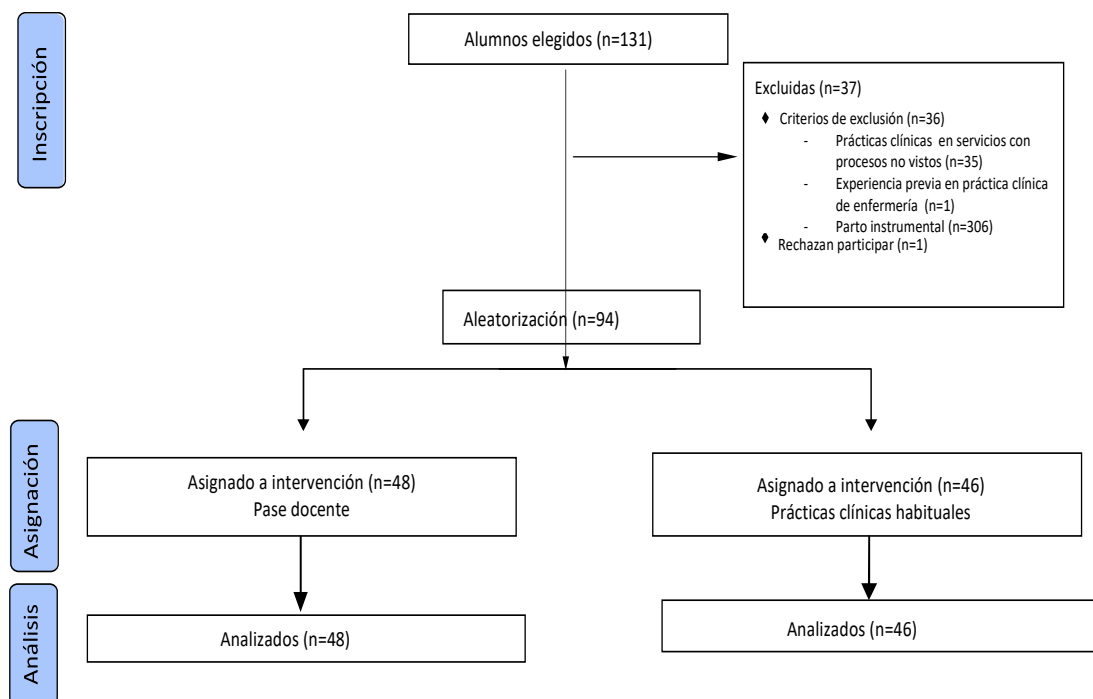 Inscripción
Alumnos elegidos (n=131)
Excluidas (n=37)
♦ Criterios de exclusión (n=36)
- Prácticas clínicas en servicios con
procesos no vistos (n=35)
- Experiencia previa en práctica clínica
de enfermería (n=1)
- Parto instrumental (n=306)
♦ Rechazan participar (n=1)
Aleatorización (n=94)
Asignación
Asignado a intervención (n=48)
Pase docente
Asignado a intervención (n=46)
Prácticas clínicas habituales
Análisis
Analizados (n=48)
Analizados (n=46)